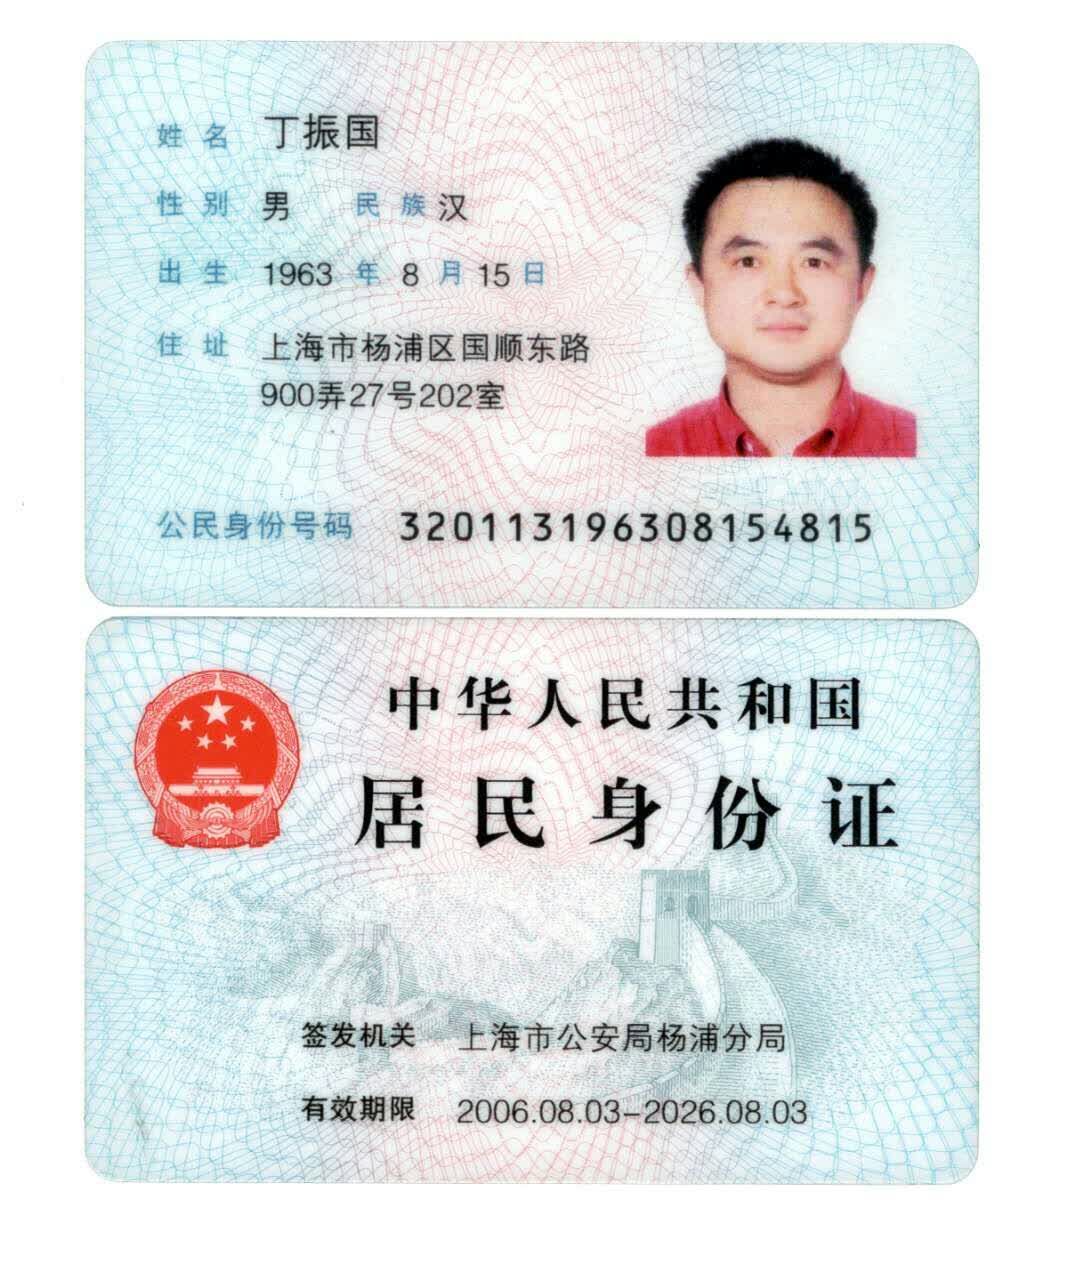 姓名 丁振国
性别 男 民族 汉
出生 1963 年 8 月 15 日
住址 上海市杨浦区国顺东路
900弄27号202室
公民身份号码 320113196308154815
中华人民共和国
居民身份证
签发机关 上海市公安局杨浦分局
有效期限 2006.08.03-2026.08.03